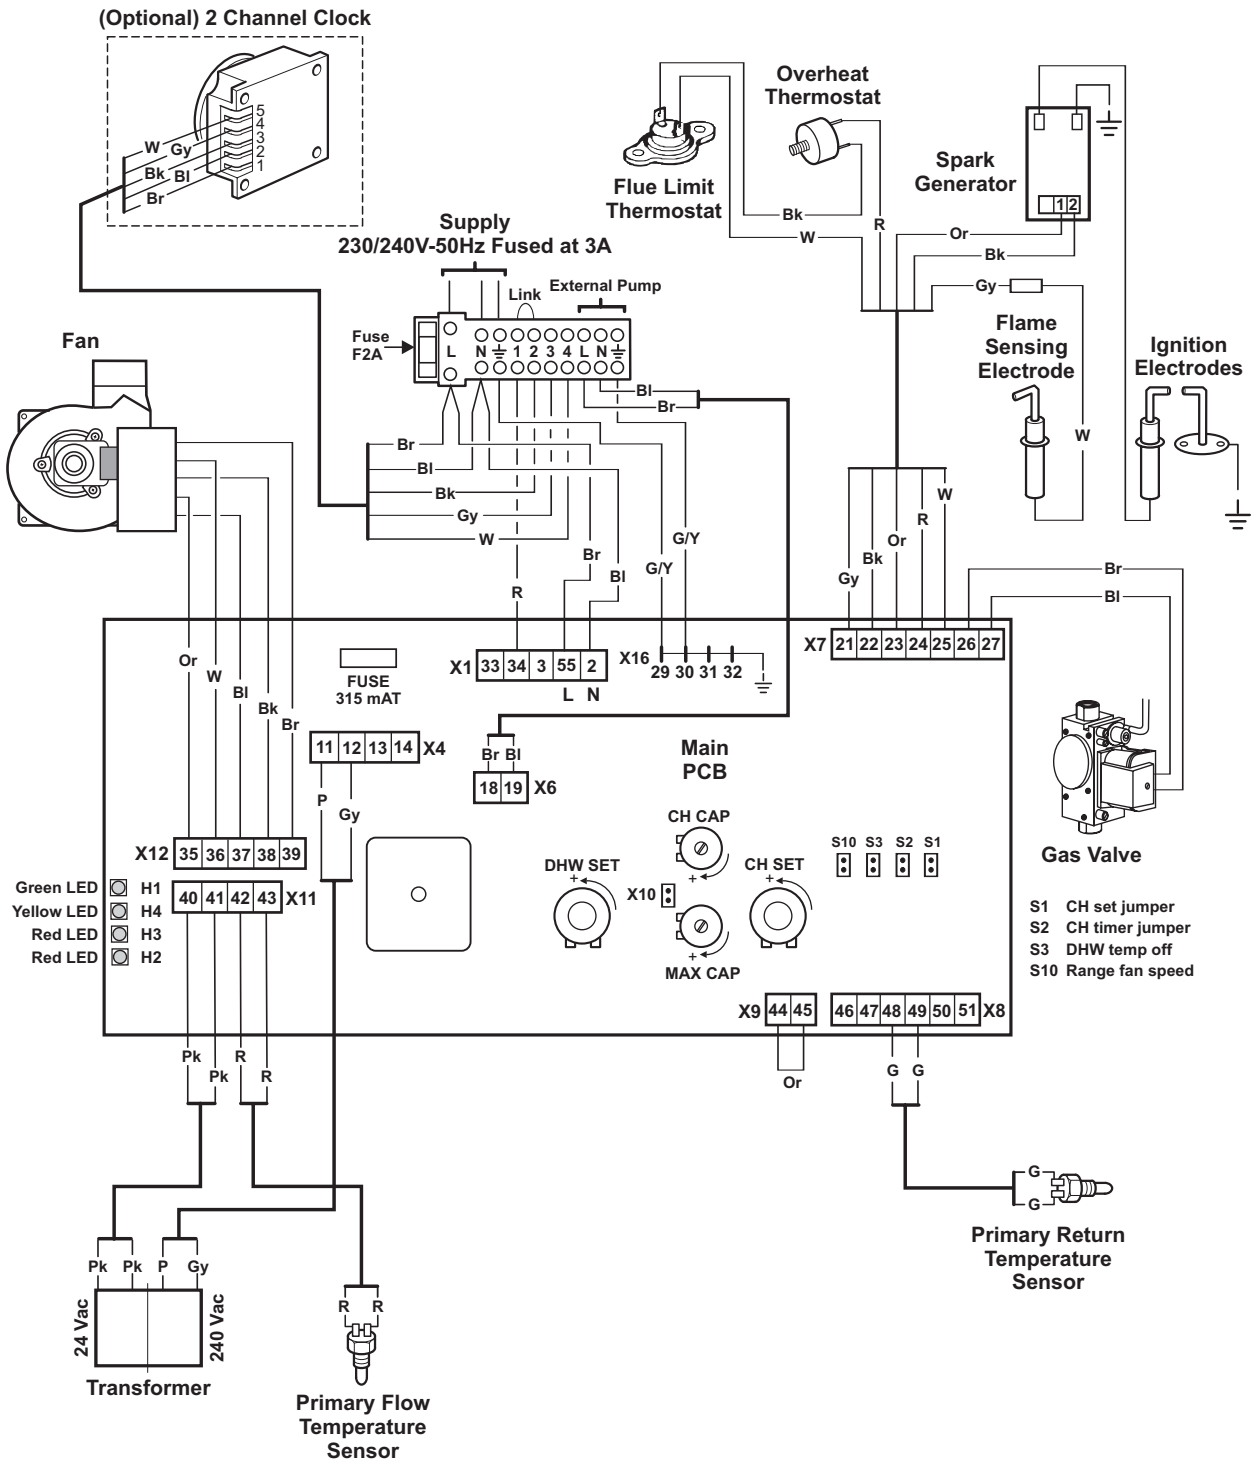 (Optional) 2 Channel Clock
5
4
3
2
1
W
Gy
Bk
Bl
Br
Overheat
Thermostat
Flue Limit
Thermostat
Bk
W
R
Spark
Generator
1 2
Or
Bk
Gy
Supply
230/240V-50Hz Fused at 3A
Link
External Pump
Fuse
F2A
L N 1 2 3 4 L N
Bl
Br
Fan
Flame
Sensing
Electrode
Ignition
Electrodes
W
Br
Bl
Bk
Gy
W
Br
Bl
R
G/Y
G/Y
Gy
Bk
Or
R
W
Br
Bl
X7 21 22 23 24 25 26 27
Or
W
Bl
Bk
Br
FUSE
315 mAT
X1 33 34 3 55 2
L N
X16
29 30 31 32
11 12 13 14 X4
P
Gy
Br Bl
18 19 X6
Main
PCB
CH CAP
DHW SET
CH SET
X10
MAX CAP
S10 S3 S2 S1
Gas Valve
X12 35 36 37 38 39
40 41 42 43 X11
Green LED H1
Yellow LED H4
Red LED H3
Red LED H2
S1 CH set jumper
S2 CH timer jumper
S3 DHW temp off
S10 Range fan speed
X9 44 45
46 47 48 49 50 51 X8
Or
G G
Pk
Pk
R
R
G
G
Primary Return
Temperature
Sensor
Pk Pk P Gy
24 Vac
240 Vac
Transformer
R R
Primary Flow
Temperature
Sensor